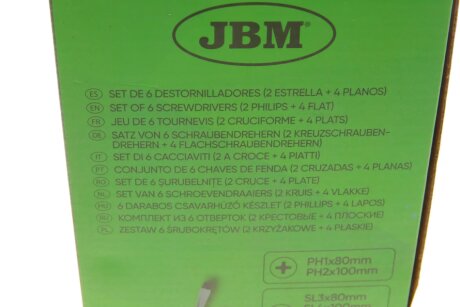 JBM®
ES SET DE 6 DESTORNILLADORES (2 ESTRELLA + 4 PLANOS)
EN SET OF 6 SCREWDRIVERS (2 PHILIPS + 4 FLAT)
FR JEU DE 6 TOURNEVIS (2 CRUCIFORME + 4 PLATS)
DE SATZ VON 6 SCHRAUBENDREHERN (2 KREUZSCHRAUBEN-
DREHERN + 4 FLACHSCHRAUBENDREHERN)
IT SET DI 6 CACCIAVITI (2 A CROCE + 4 PIATTI)
PT CONJUNTO DE 6 CHAVES DE FENDA (2 CRUZADAS + 4 PLANAS)
RO SET DE 6 SURUBELNIȚE (2 CRUCE + 4 PLATE)
NL SET VAN 6 SCHROEVENDRAAIERS (2 KRUIS + 4 VLAKKE)
HU 6 DARABOS CSAVARHÚZÓ KÉSZLET (2 PHILLIPS + 4 LAPOS)
RU КОМПЛЕКТ ИЗ 6 ОТВЕРТОК (2 КРЕСТОВЫЕ + 4 ПЛОСКИЕ)
PL ZESTAW 6 ŚRUBOKRĘTÓW (2 KRZYŻAKOWE + 4 PŁASKIE)
PH1x80mm
PH2x100mm
SL3x80mm